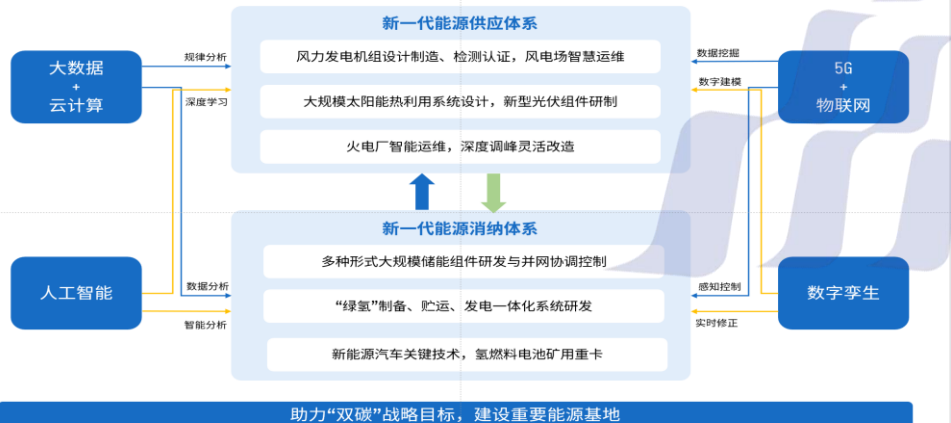 新一代能源供应体系
大数据
+
云计算
规律分析
深度学习
风力发电机组设计制造、检测认证，风电场智慧运维
大规模太阳能热利用系统设计，新型光伏组件研制
火电厂智能运维，深度调峰灵活改造
数据挖掘
数字建模
5G
+
物联网
新一代能源消纳体系
人工智能
数据分析
智能分析
多种形式大规模储能组件研发与并网协调控制
“绿氢”制备、贮运、发电一体化系统研发
新能源汽车关键技术，氢燃料电池矿用重卡
感知控制
实时修正
数字孪生
助力“双碳”战略目标，建设重要能源基地